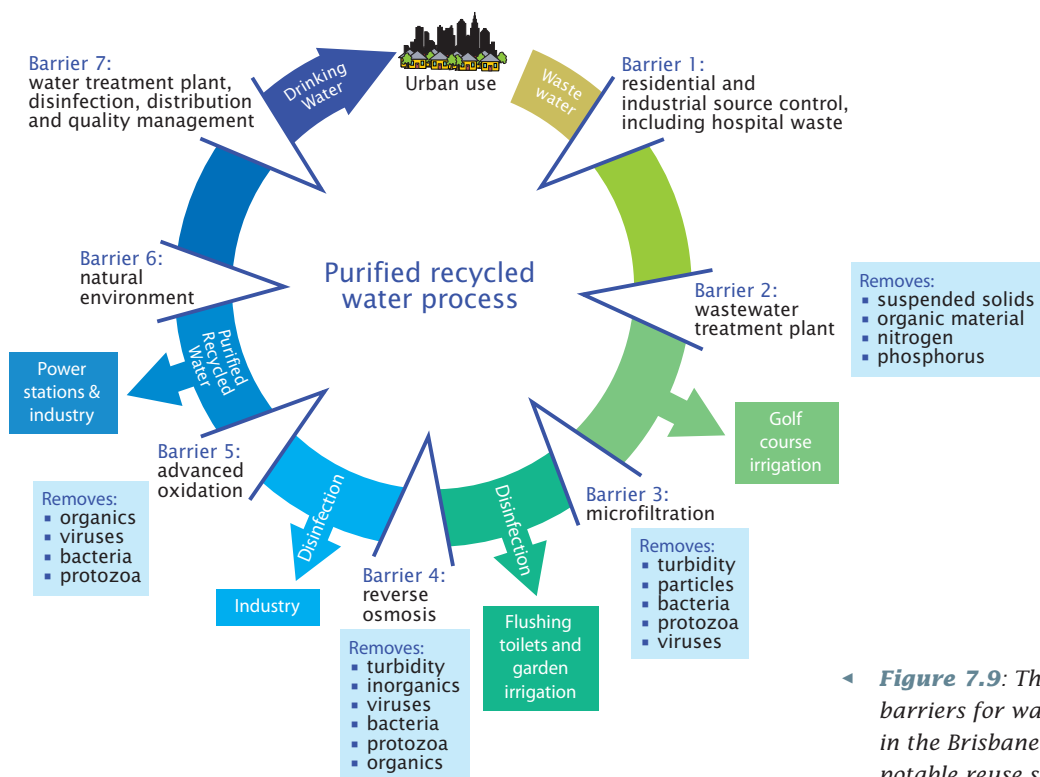 Urban use
Waste
water
Barrier 1:
residential and
industrial source control,
including hospital waste
Barrier 2:
wastewater
treatment plant
Removes:
▪ suspended solids
▪ organic material
▪ nitrogen
▪ phosphorus
Golf
course
irrigation
Barrier 3:
microfiltration
Removes:
▪ turbidity
▪ particles
▪ bacteria
▪ protozoa
▪ viruses
Disinfection
Flushing
toilets and
garden
irrigation
Barrier 4:
reverse
osmosis
Removes:
▪ turbidity
▪ inorganics
▪ viruses
▪ bacteria
▪ protozoa
▪ organics
Disinfection
Industry
Barrier 5:
advanced
oxidation
Removes:
▪ organics
▪ viruses
▪ bacteria
▪ protozoa
Purified
Recycled
Water
Power
stations &
industry
Barrier 6:
natural
environment
Barrier 7:
water treatment plant,
disinfection, distribution
and quality management
Drinking
Water
Purified recycled
water process
◂ Figure 7.9: Th
barriers for wa
in the Brisbane